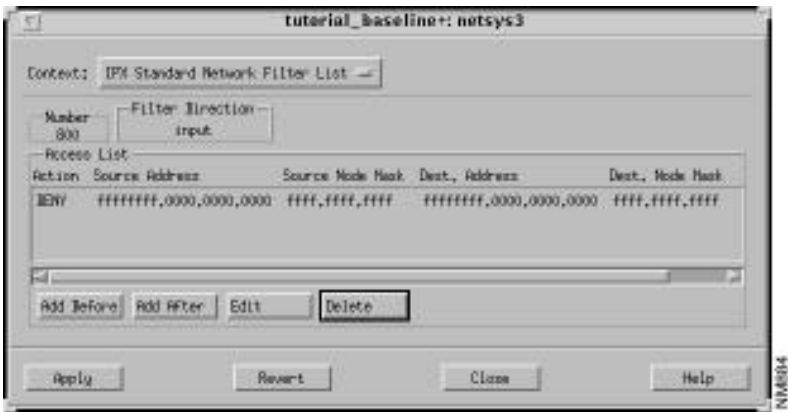 tutorial_baseline+: netsys3
Context: IPX Standard Network Filter List
Number
800
Filter Direction
input
Access List
Action Source Address Source Node Mask Dest. Address Dest. Node Mask
DENY ffffffff.0000.0000.0000 ffff.ffff.ffff ffffffff.0000.0000.0000 ffff.ffff.ffff
Add Before Add After Edit Delete
Apply Revert Close Help
NM884